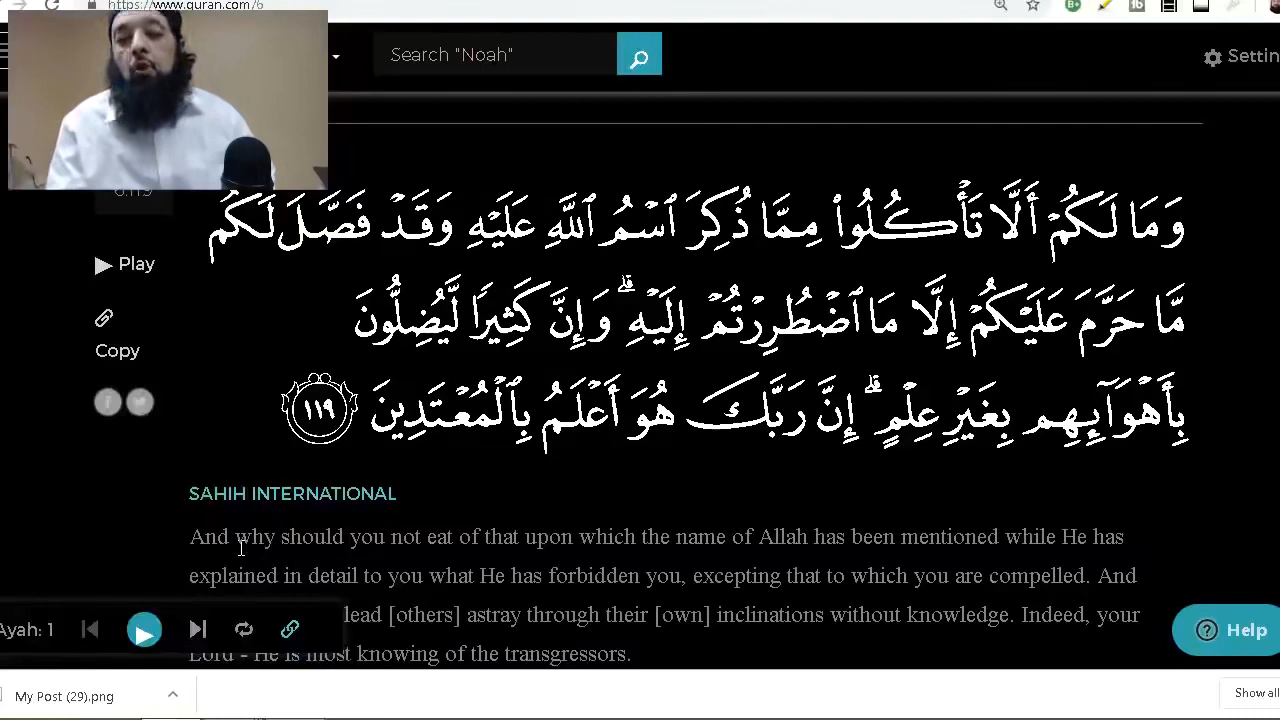 https://www.quran.com/6
Search "Noah"
Settin
6:119
وَمَا لَكُمۡ أَلَّا تَأۡكُلُواْ مِمَّا ذُكِرَ ٱسۡمُ ٱللَّهِ عَلَيۡهِ وَقَدۡ فَصَّلَ لَكُم
مَّا حَرَّمَ عَلَيۡكُمۡ إِلَّا مَا ٱضۡطُرِرۡتُمۡ إِلَيۡهِۗ وَإِنَّ كَثِيرٗا لَّيُضِلُّونَ
بِأَهۡوَآئِهِم بِغَيۡرِ عِلۡمٍۚ إِنَّ رَبَّكَ هُوَ أَعۡلَمُ بِٱلۡمُعۡتَدِينَ ١١٩
Play
Copy
SAHIH INTERNATIONAL
And why should you not eat of that upon which the name of Allah has been mentioned while He has
explained in detail to you what He has forbidden you, excepting that to which you are compelled. And
lead [others] astray through their [own] inclinations without knowledge. Indeed, your
Lord - He is most knowing of the transgressors.
Ayah: 1
Help
My Post (29).png
Show all